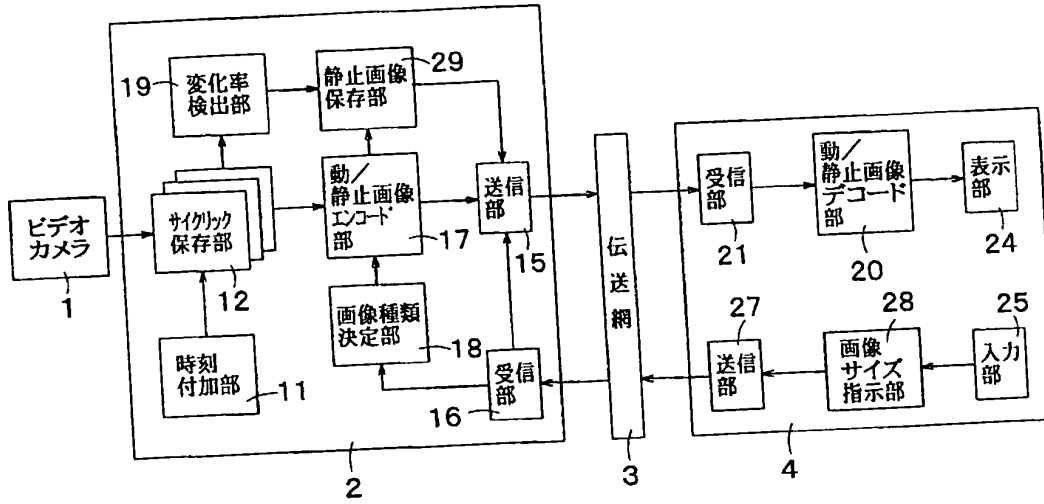 19
変化率
検出部
静止画像
保存部
29
ビデオ
カメラ
1
サイクリック
保存部
12
動/
静止画像
エンコード
部
17
送信
部
15
時刻
付加部
11
画像種類
決定部
18
受信
部
16
2
伝送網
3
受信
部
21
動/
静止画像
デコード
部
20
表示
部
24
27
送信
部
28
画像
サイズ
指示部
25
入力
部
4